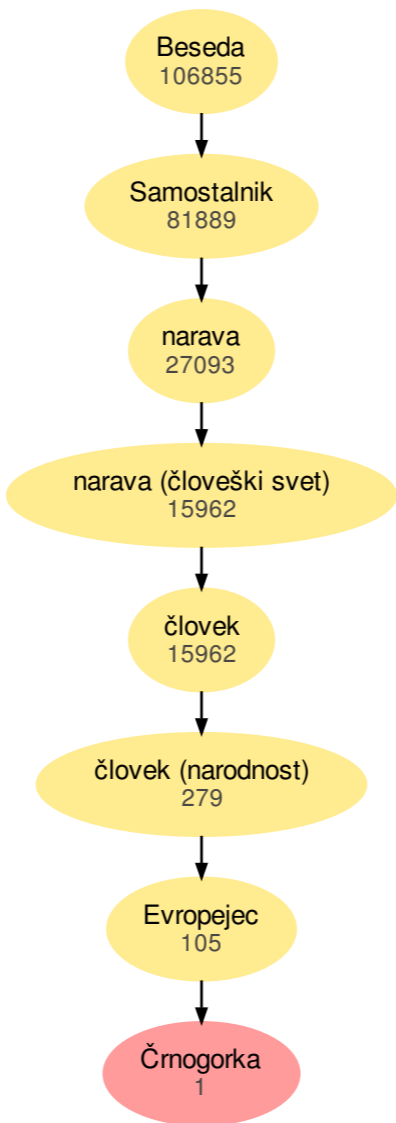 Beseda
106855
Samostalnik
81889
narava
27093
narava (človeški svet)
15962
človek
15962
človek (narodnost)
279
Evropejec
105
Črnogorka
1